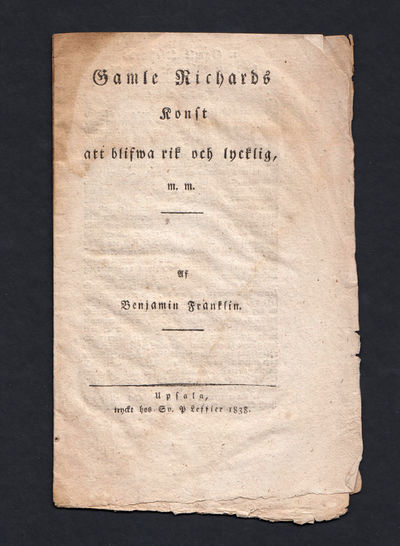 Gamle Richards
Konst
att blifwa rik och lycklig,
m. m.
Af
Benjamin Franklin.
Upsala,
tryckt hos Sv. P Leffler 1838.